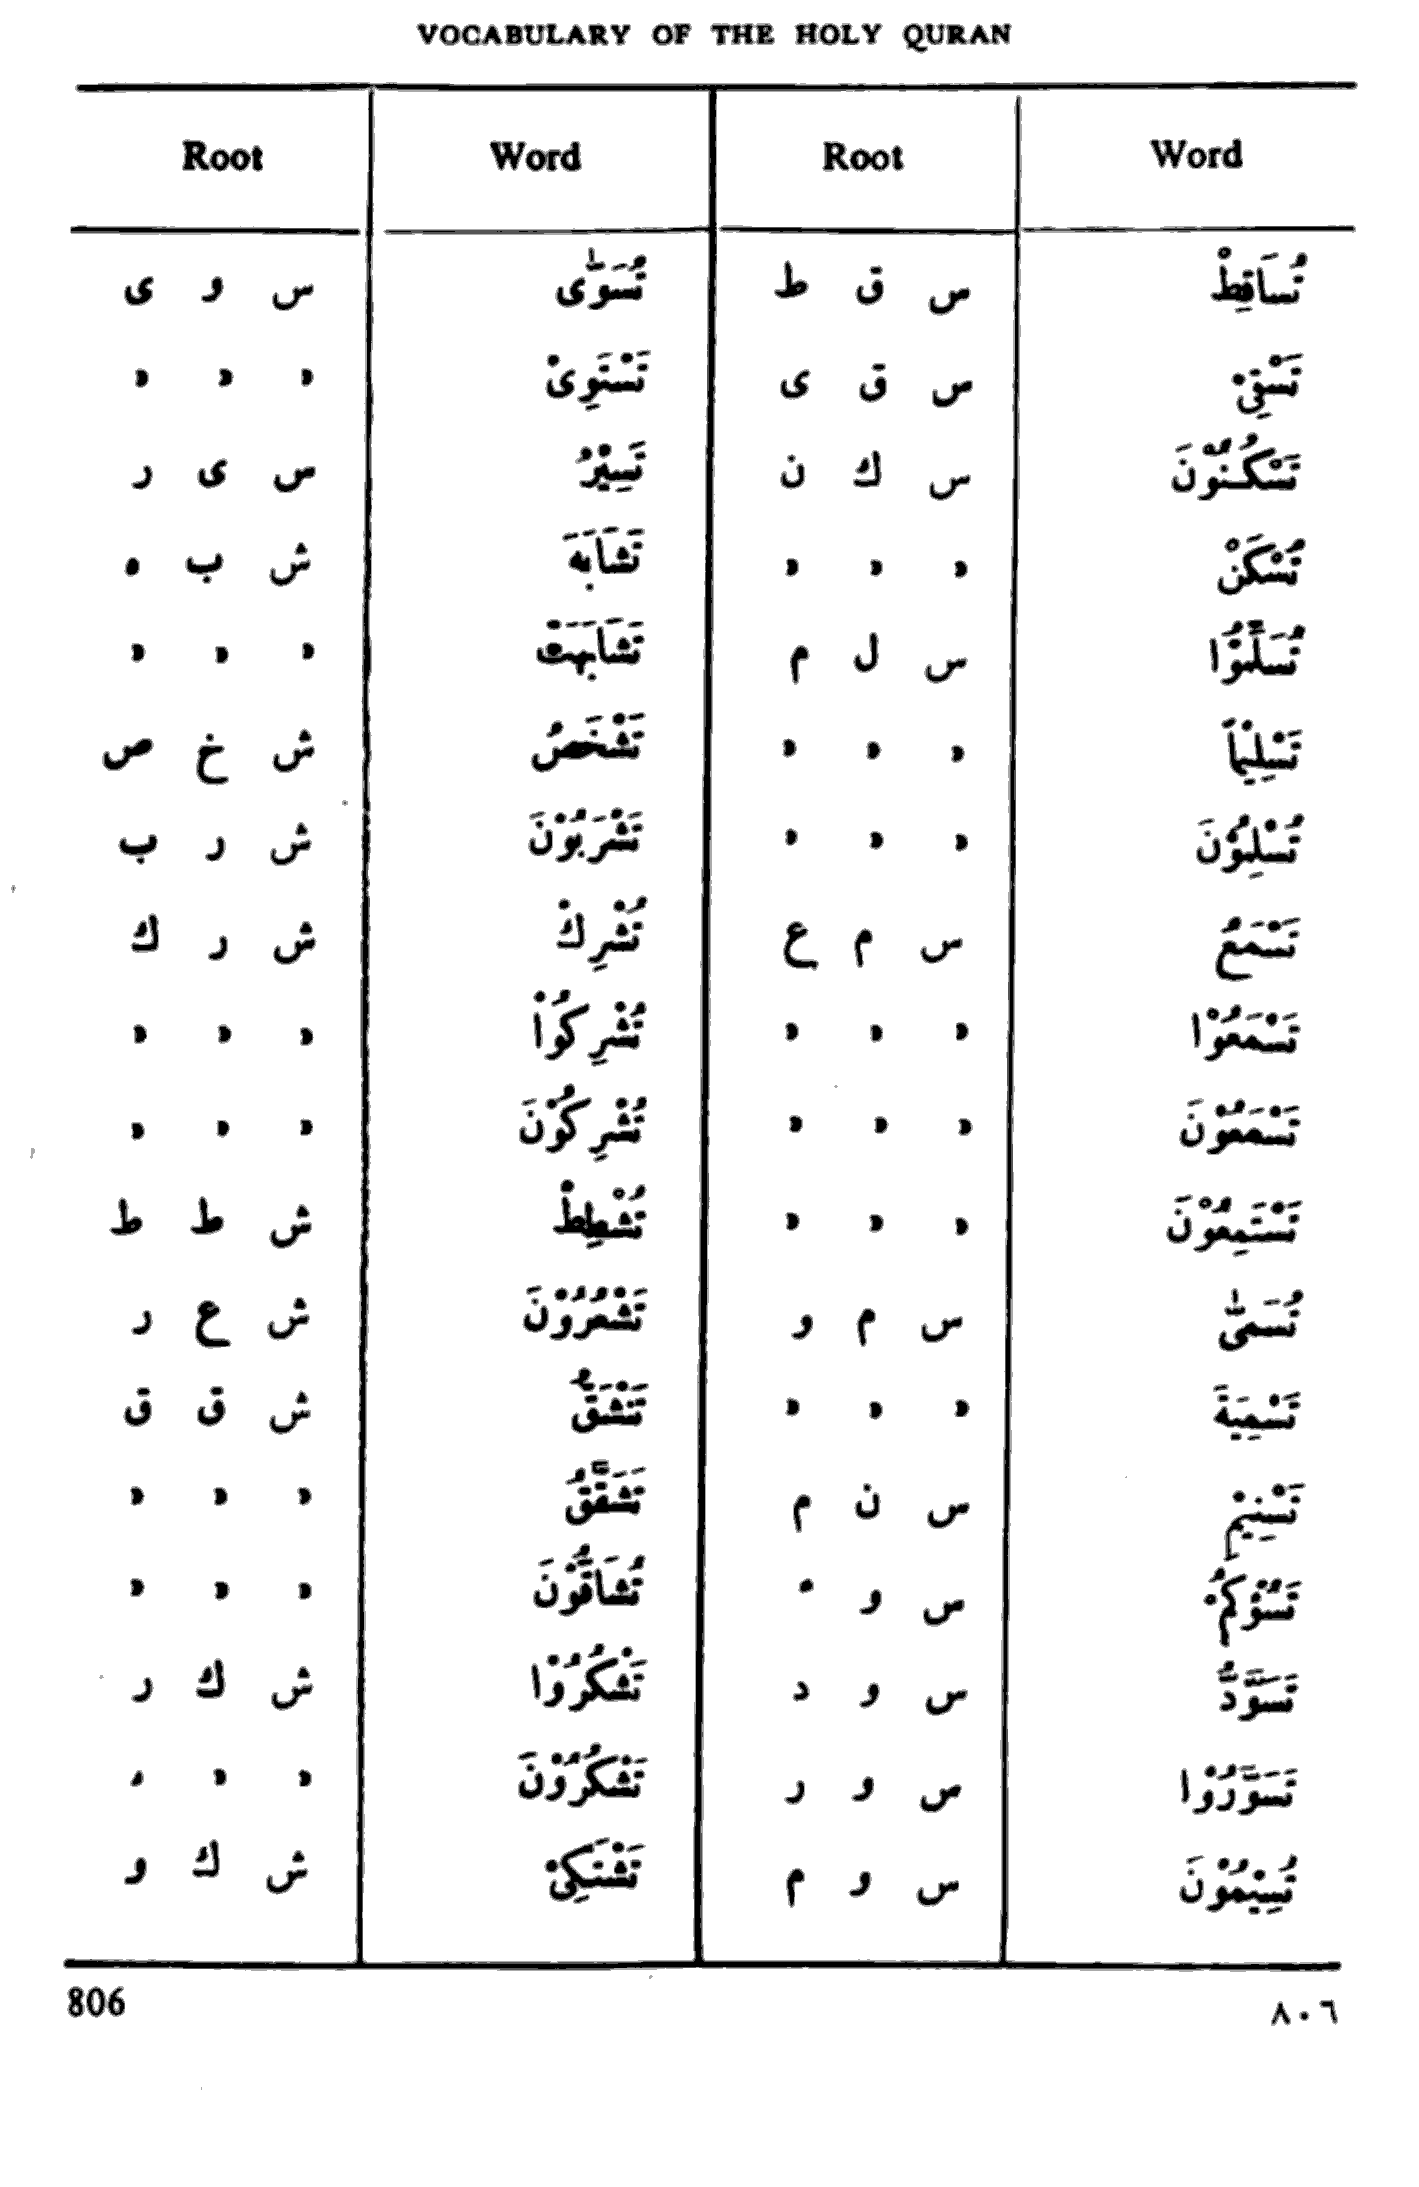 VOCABULARY OF THE HOLY QURAN
Root Word Root Word
تُسَاقِطْ س ق ط تُسَوّٰى س و ى
تَسْقِىْ س ق ى تَسْتَوِىْ " " "
تَسْكُنُوْنَ س ك ن تَسِيْرُ س ى ر
تُسْكَنْ " " " تَشَابَهَ ش ب ه
تُسَلِّمُوْا س ل م تَشَابَهَتْ " " "
تَسْلِيْمًا " " " تَشْخَصُ ش خ ص
تُسْلِمُوْنَ " " " تَشْرَبُوْنَ ش ر ب
تَسْمَعُ س م ع تُشْرِكْ ش ر ك
تَسْمَعُوْا " " " تُشْرِكُوْا " " "
تَسْمَعُوْنَ " " " تُشْرِكُوْنَ " " "
تَسْتَمِعُوْنَ " " " تُشْطِطْ ش ط ط
تُسَمّٰى س م و تَشْعُرُوْنَ ش ع ر
تَسْمِيَةَ " " " تَشْقَقُ ش ق ق
تَسْنِيْمٍ س ن م تَشَقَّقُ " " "
تَسُؤْكُمْ س و ء تُشَاقُّوْنَ " " "
تَسْوَدُّ س و د تَشْكُرُوْا ش ك ر
تَسَوَّرُوْا س و ر تَشْكُرُوْنَ " " "
تُسِيْمُوْنَ س و م تَشْتَكِىْ ش ك و
806 ٨٠٦